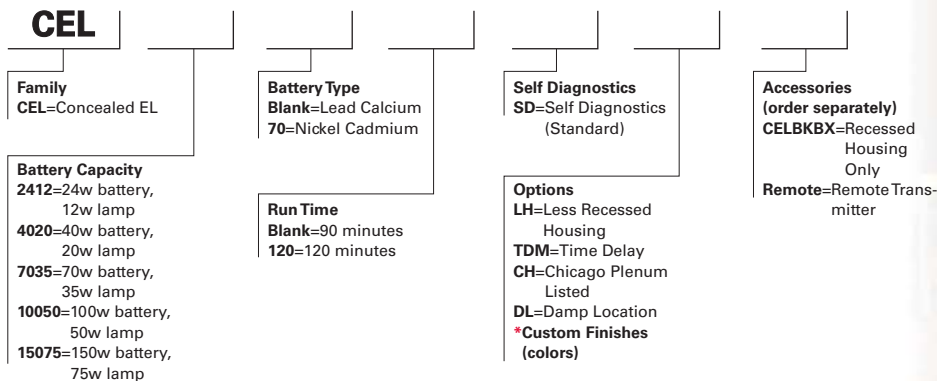 CEL
Family
CEL=Concealed EL
Battery Capacity
2412=24w battery,
12w lamp
4020=40w battery,
20w lamp
7035=70w battery,
35w lamp
10050=100w battery,
50w lamp
15075=150w battery,
75w lamp
Battery Type
Blank=Lead Calcium
70=Nickel Cadmium
Run Time
Blank=90 minutes
120=120 minutes
Self Diagnostics
SD=Self Diagnostics
(Standard)
Options
LH=Less Recessed
Housing
TDM=Time Delay
CH=Chicago Plenum
Listed
DL=Damp Location
*Custom Finishes
(colors)
Accessories
(order separately)
CELBKBX=Recessed
Housing
Only
Remote=Remote Trans-
mitter